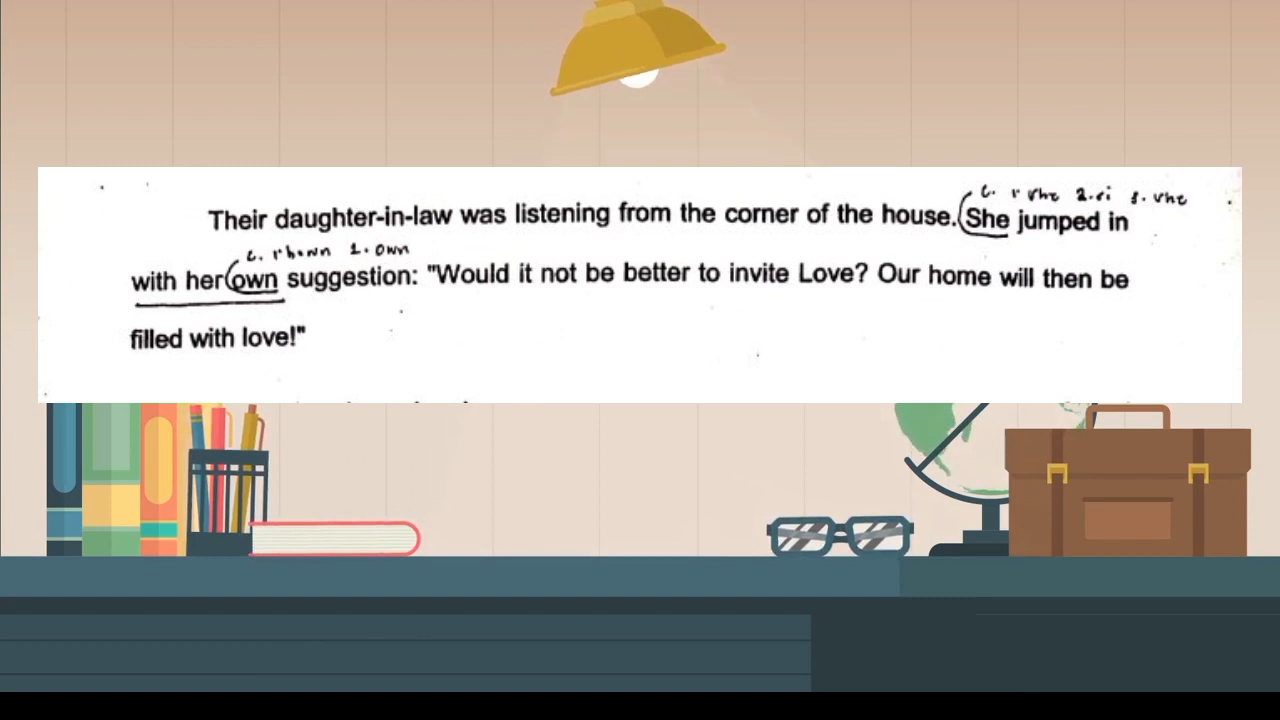 Their daughter-in-law was listening from the corner of the house. She jumped in
with her own suggestion: "Would it not be better to invite Love? Our home will then be
filled with love!"